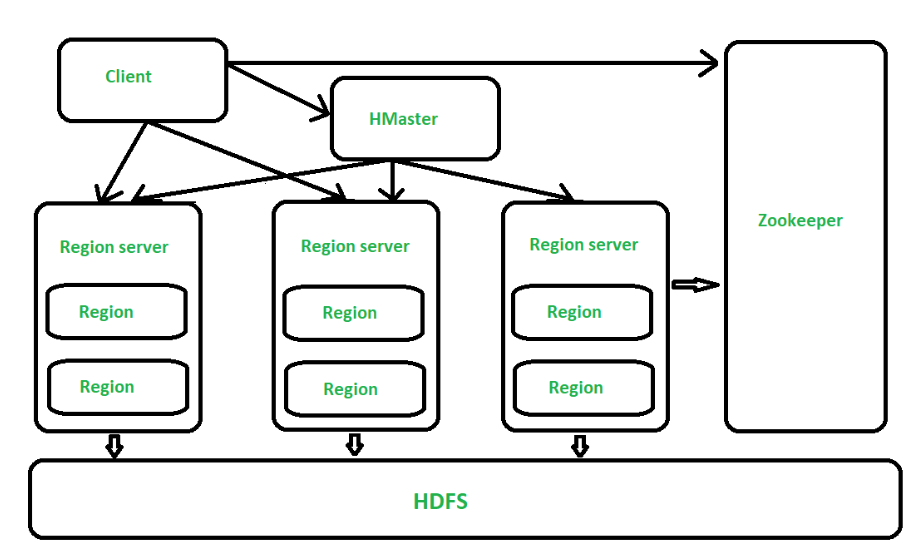 Client
HMaster
Zookeeper
Region server
Region
Region
Region server
Region
Region
Region server
Region
Region
HDFS